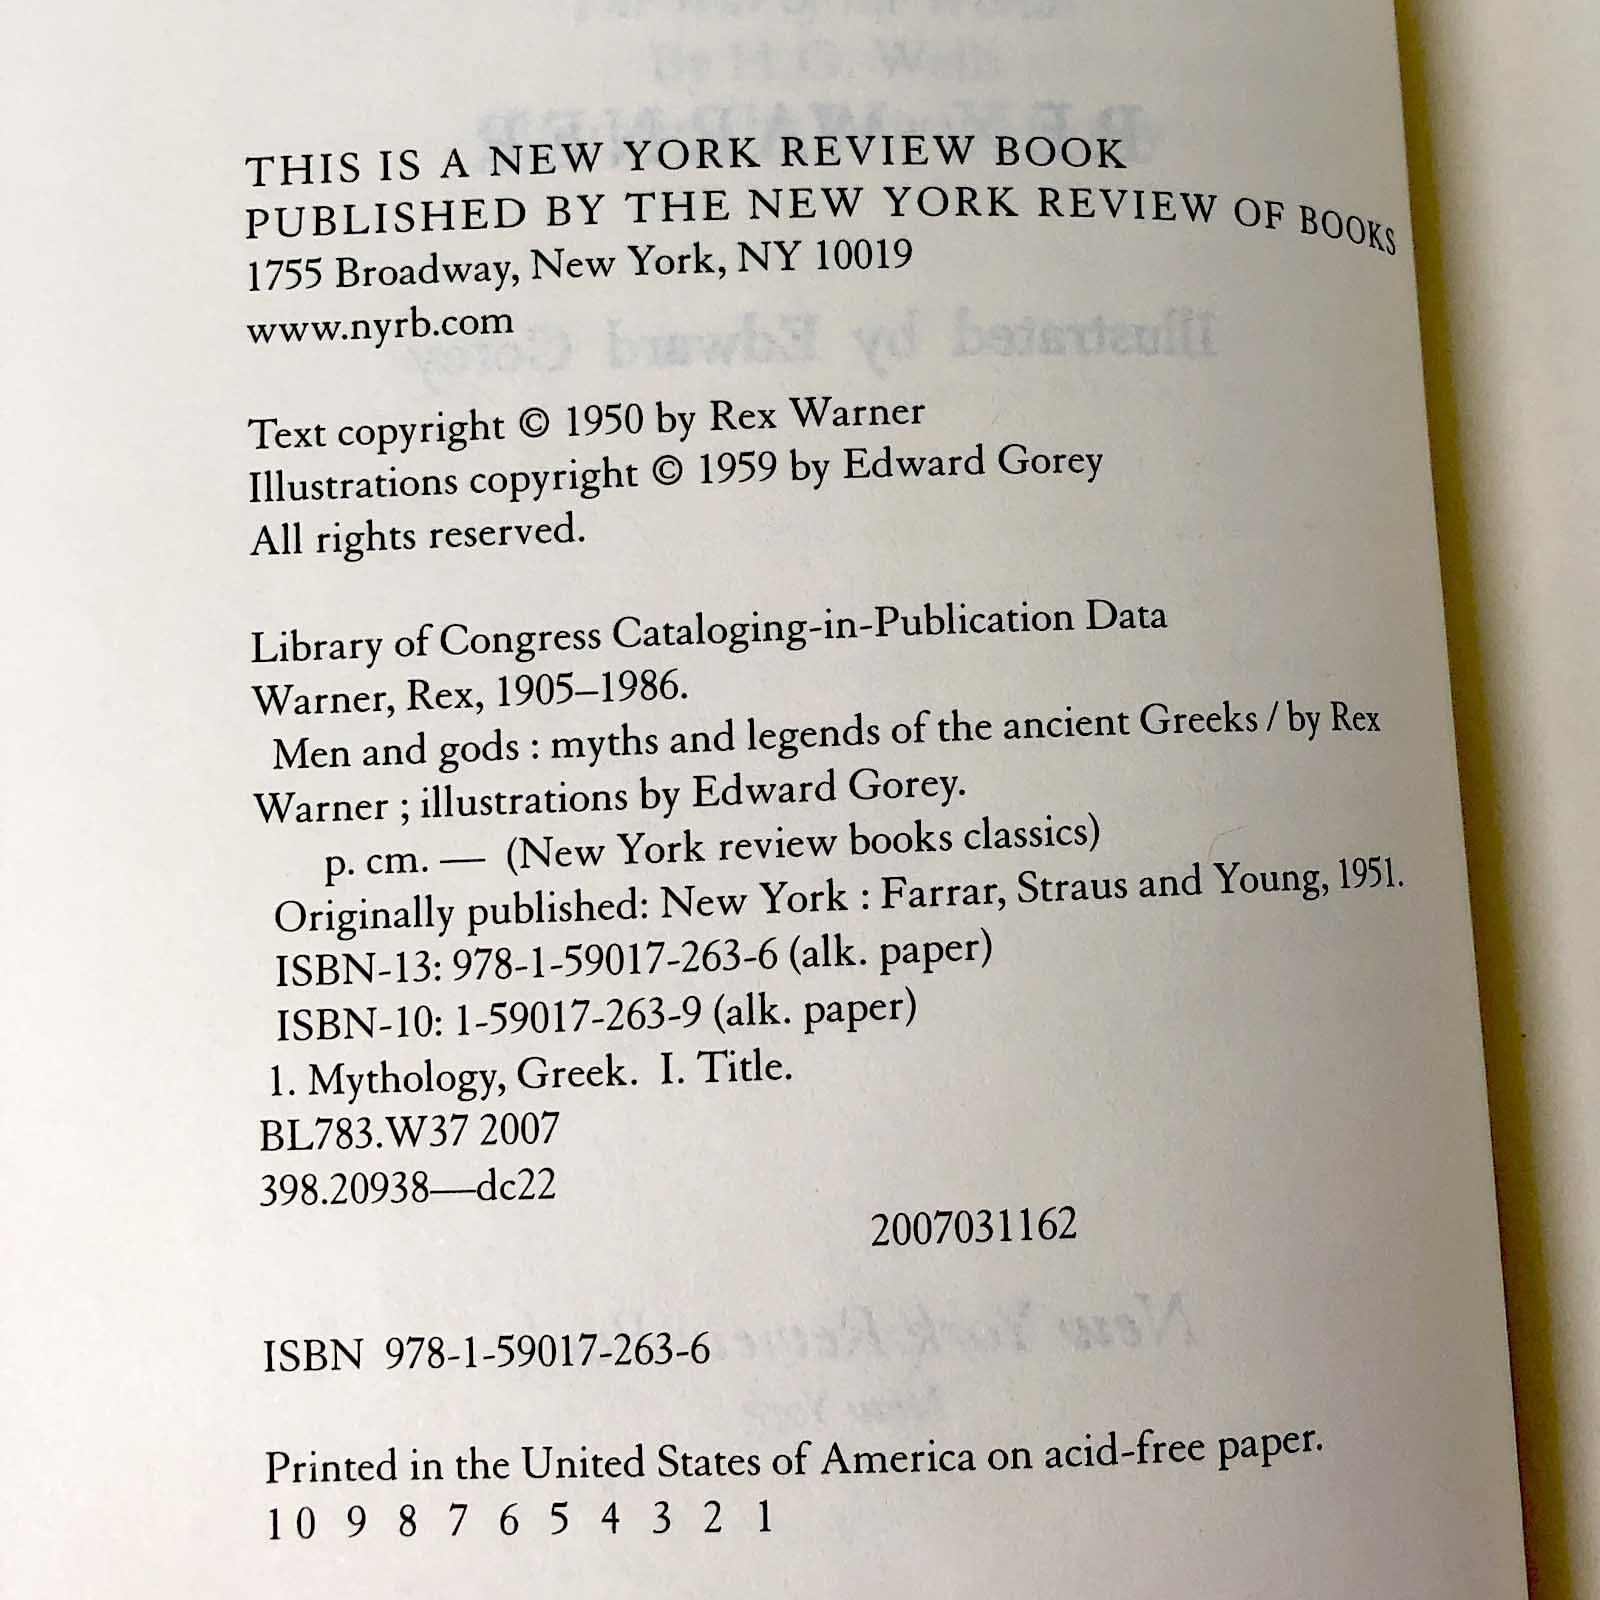 THIS IS A NEW YORK REVIEW BOOK
PUBLISHED BY THE NEW YORK REVIEW OF BOOKS
1755 Broadway, New York, NY 10019
www.nyrb.com
Illustrated by Edward Gorey
Text copyright © 1950 by Rex Warner
Illustrations copyright © 1959 by Edward Gorey
All rights reserved.
Library of Congress Cataloging-in-Publication Data
Warner, Rex, 1905–1986.
Men and gods : myths and legends of the ancient Greeks / by Rex
Warner ; illustrations by Edward Gorey.
p. cm. — (New York review books classics)
Originally published: New York : Farrar, Straus and Young, 1951.
ISBN-13: 978-1-59017-263-6 (alk. paper)
ISBN-10: 1-59017-263-9 (alk. paper)
1. Mythology, Greek. I. Title.
BL783.W37 2007
398.20938—dc22
2007031162
ISBN 978-1-59017-263-6
Printed in the United States of America on acid-free paper.
10 9 8 7 6 5 4 3 2 1